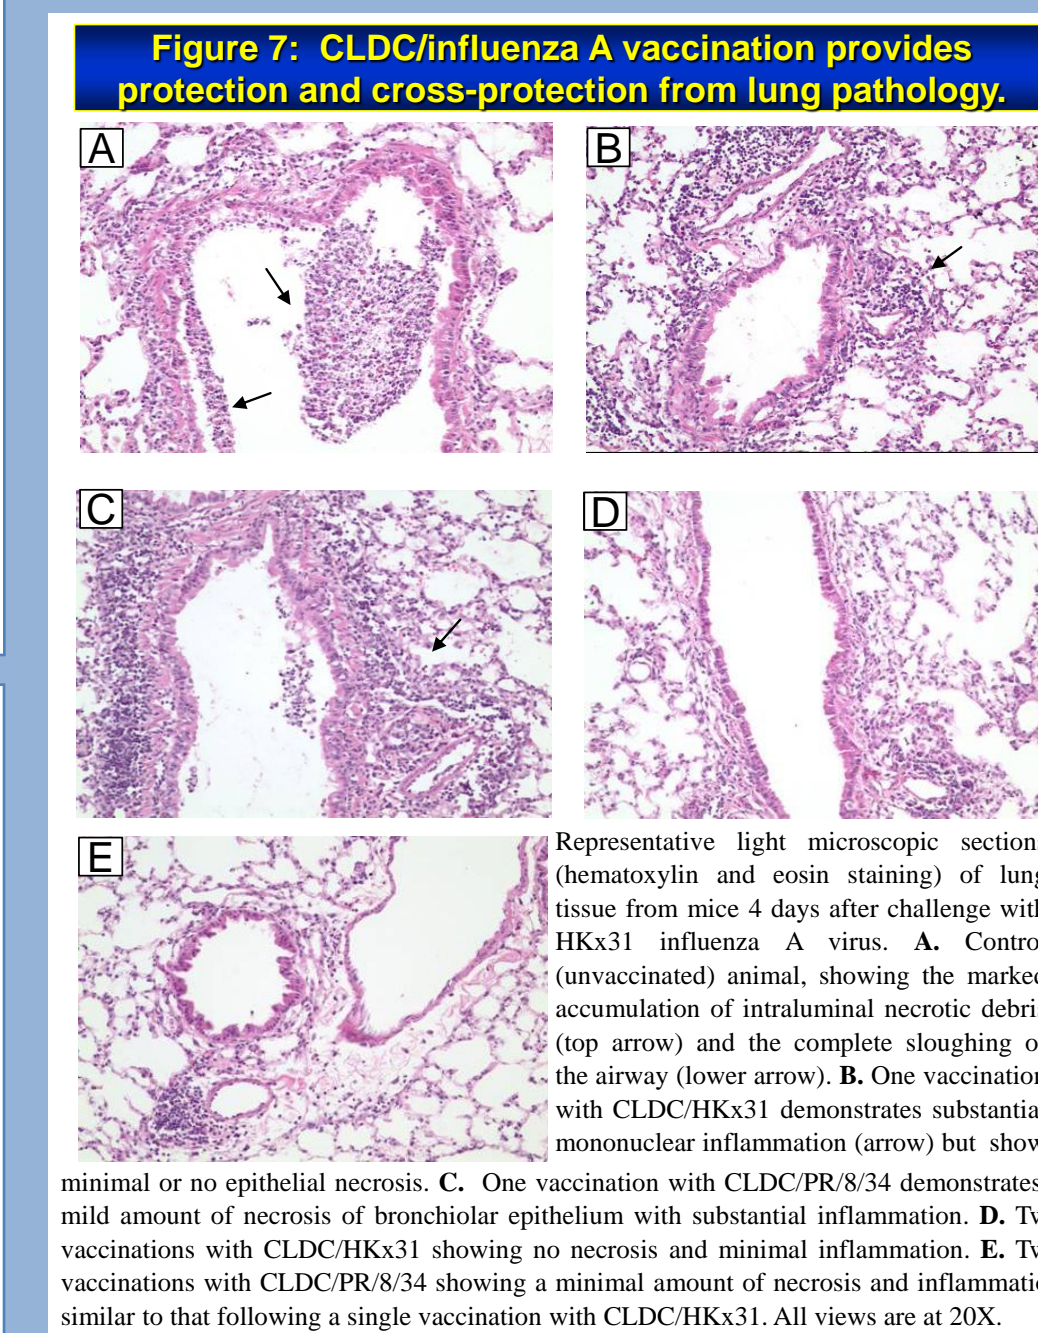 Figure 7: CLDC/influenza A vaccination provides
protection and cross-protection from lung pathology.
A
B
C
D
E
Representative light microscopic section
(hematoxylin and eosin staining) of lung
tissue from mice 4 days after challenge with
HKx31 influenza A virus. A. Contro
(unvaccinated) animal, showing the marked
accumulation of intraluminal necrotic debri
(top arrow) and the complete sloughing o
the airway (lower arrow). B. One vaccination
with CLDC/HKx31 demonstrates substantia
mononuclear inflammation (arrow) but show
minimal or no epithelial necrosis. C. One vaccination with CLDC/PR/8/34 demonstrates
mild amount of necrosis of bronchiolar epithelium with substantial inflammation. D. Tw
vaccinations with CLDC/HKx31 showing no necrosis and minimal inflammation. E. Tw
vaccinations with CLDC/PR/8/34 showing a minimal amount of necrosis and inflammatio
similar to that following a single vaccination with CLDC/HKx31. All views are at 20X.